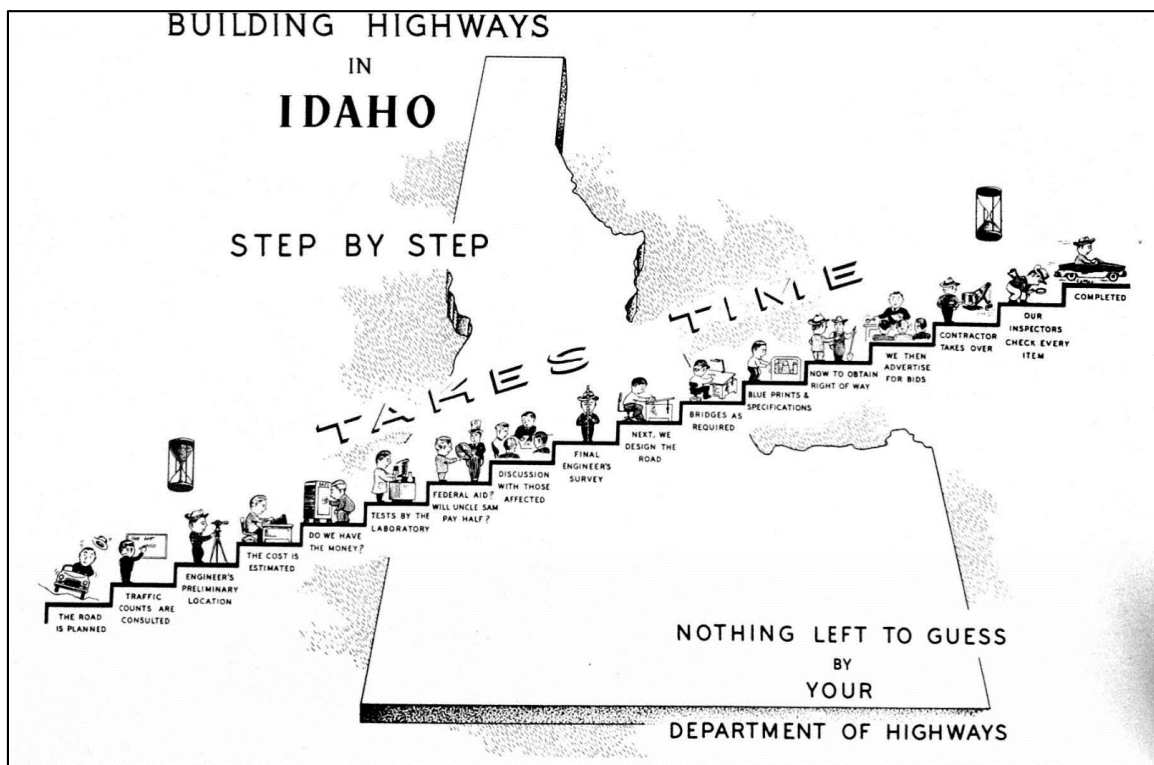 BUILDING HIGHWAYS
IN
IDAHO
STEP BY STEP
TAKES
TIME
THE ROAD
IS PLANNED
TRAFFIC
COUNTS ARE
CONSULTED
ENGINEER'S
PRELIMINARY
LOCATION
THE COST IS
ESTIMATED
DO WE HAVE
THE MONEY?
TESTS BY THE
LABORATORY
FEDERAL AID?
WILL UNCLE SAM
PAY HALF?
DISCUSSION
WITH THOSE
AFFECTED
FINAL
ENGINEER'S
SURVEY
NEXT, WE
DESIGN THE
ROAD
BRIDGES AS
REQUIRED
BLUE PRINTS &
SPECIFICATIONS
NOW TO OBTAIN
RIGHT OF WAY
WE THEN
ADVERTISE
FOR BIDS
CONTRACTOR
TAKES OVER
OUR
INSPECTORS
CHECK EVERY
ITEM
COMPLETED
NOTHING LEFT TO GUESS
BY
YOUR
DEPARTMENT OF HIGHWAYS